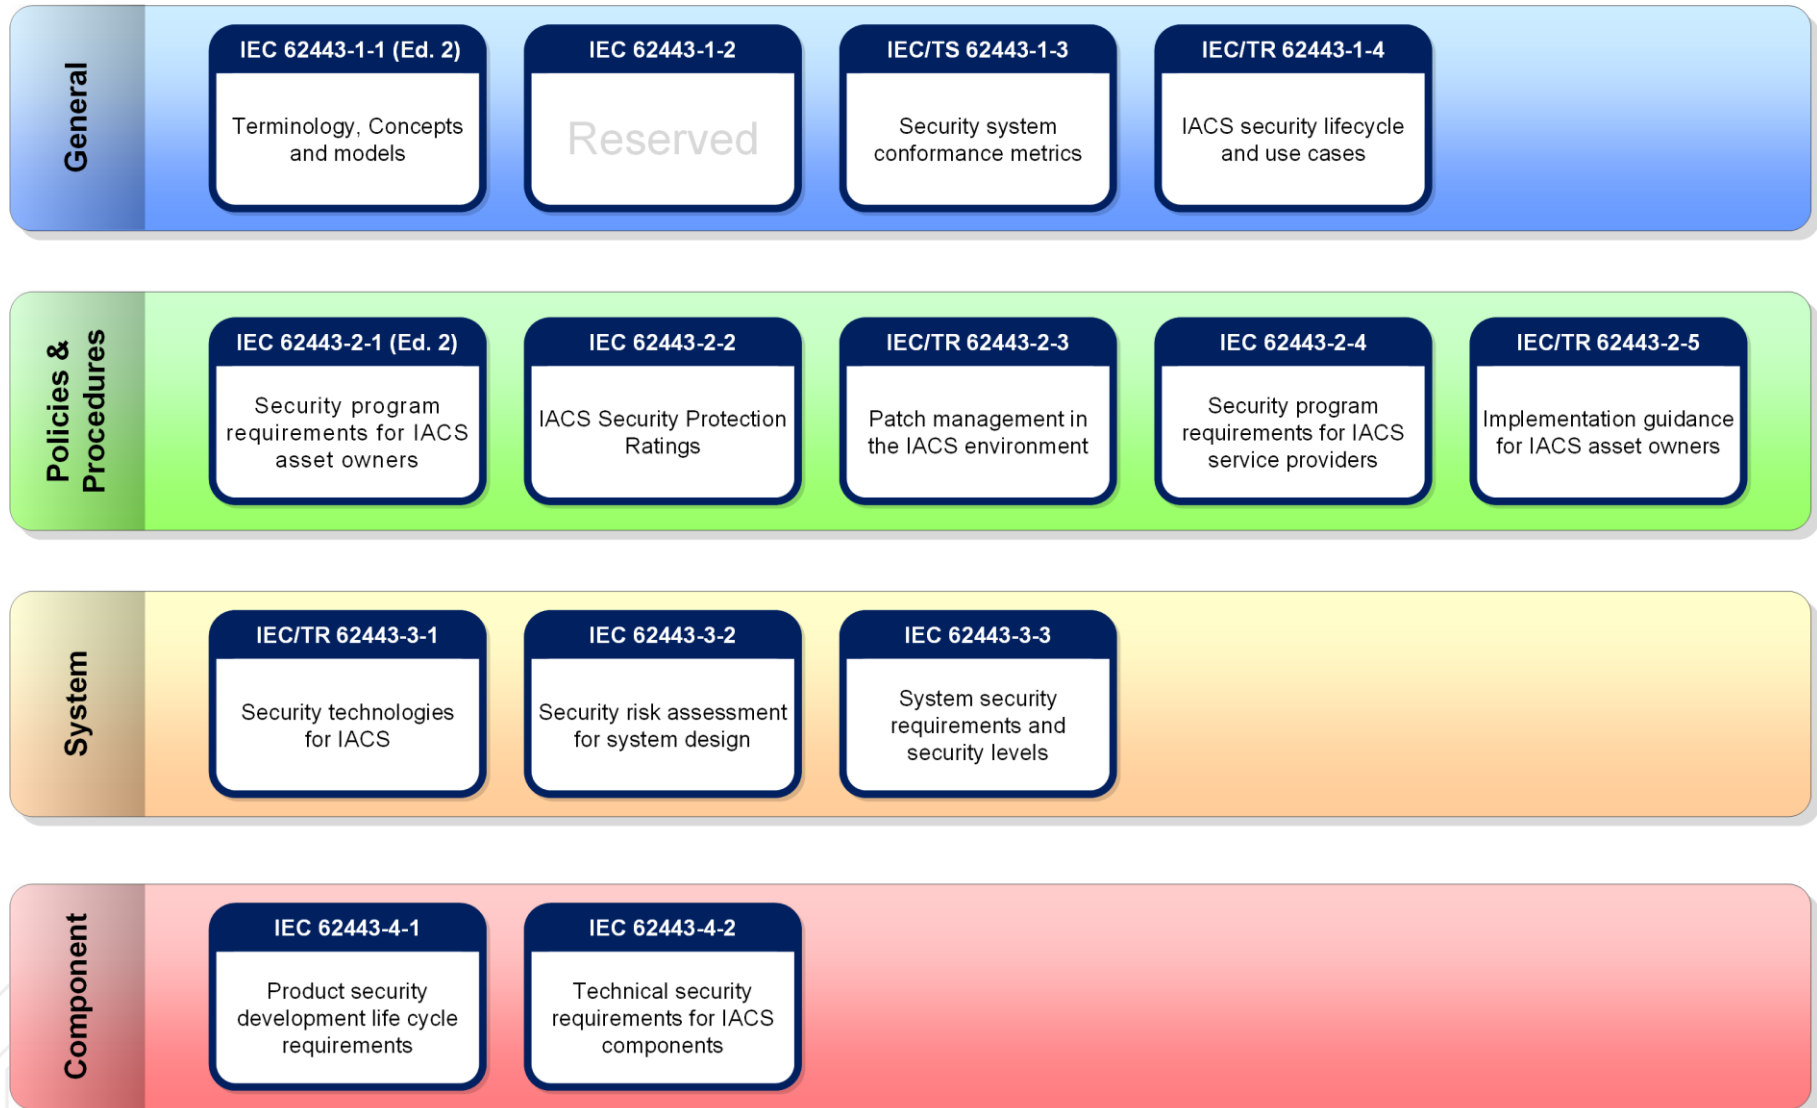 General
IEC 62443-1-1 (Ed. 2)
Terminology, Concepts
and models
IEC 62443-1-2
Reserved
IEC/TS 62443-1-3
Security system
conformance metrics
IEC/TR 62443-1-4
IACS security lifecycle
and use cases
Policies &
Procedures
IEC 62443-2-1 (Ed. 2)
Security program
requirements for IACS
asset owners
IEC 62443-2-2
IACS Security Protection
Ratings
IEC/TR 62443-2-3
Patch management in
the IACS environment
IEC 62443-2-4
Security program
requirements for IACS
service providers
IEC/TR 62443-2-5
Implementation guidance
for IACS asset owners
System
IEC/TR 62443-3-1
Security technologies
for IACS
IEC 62443-3-2
Security risk assessment
for system design
IEC 62443-3-3
System security
requirements and
security levels
Component
IEC 62443-4-1
Product security
development life cycle
requirements
IEC 62443-4-2
Technical security
requirements for IACS
components